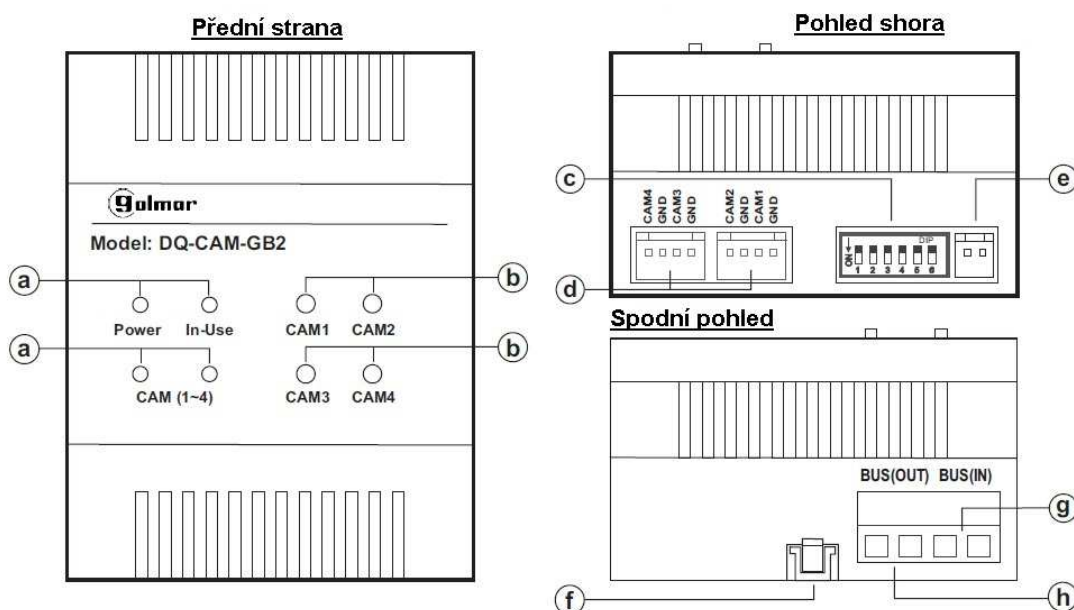 Přední strana
golmar
Model: DQ-CAM-GB2
a
b
Power In-Use CAM1 CAM2
a
b
CAM (1~4) CAM3 CAM4
Pohled shora
c
e
CAM4
GND
CAM3
GND
CAM2
GND
CAM1
GND
DIP
ON
1 2 3 4 5 6
d
Spodní pohled
BUS(OUT) BUS(IN)
g
f
h